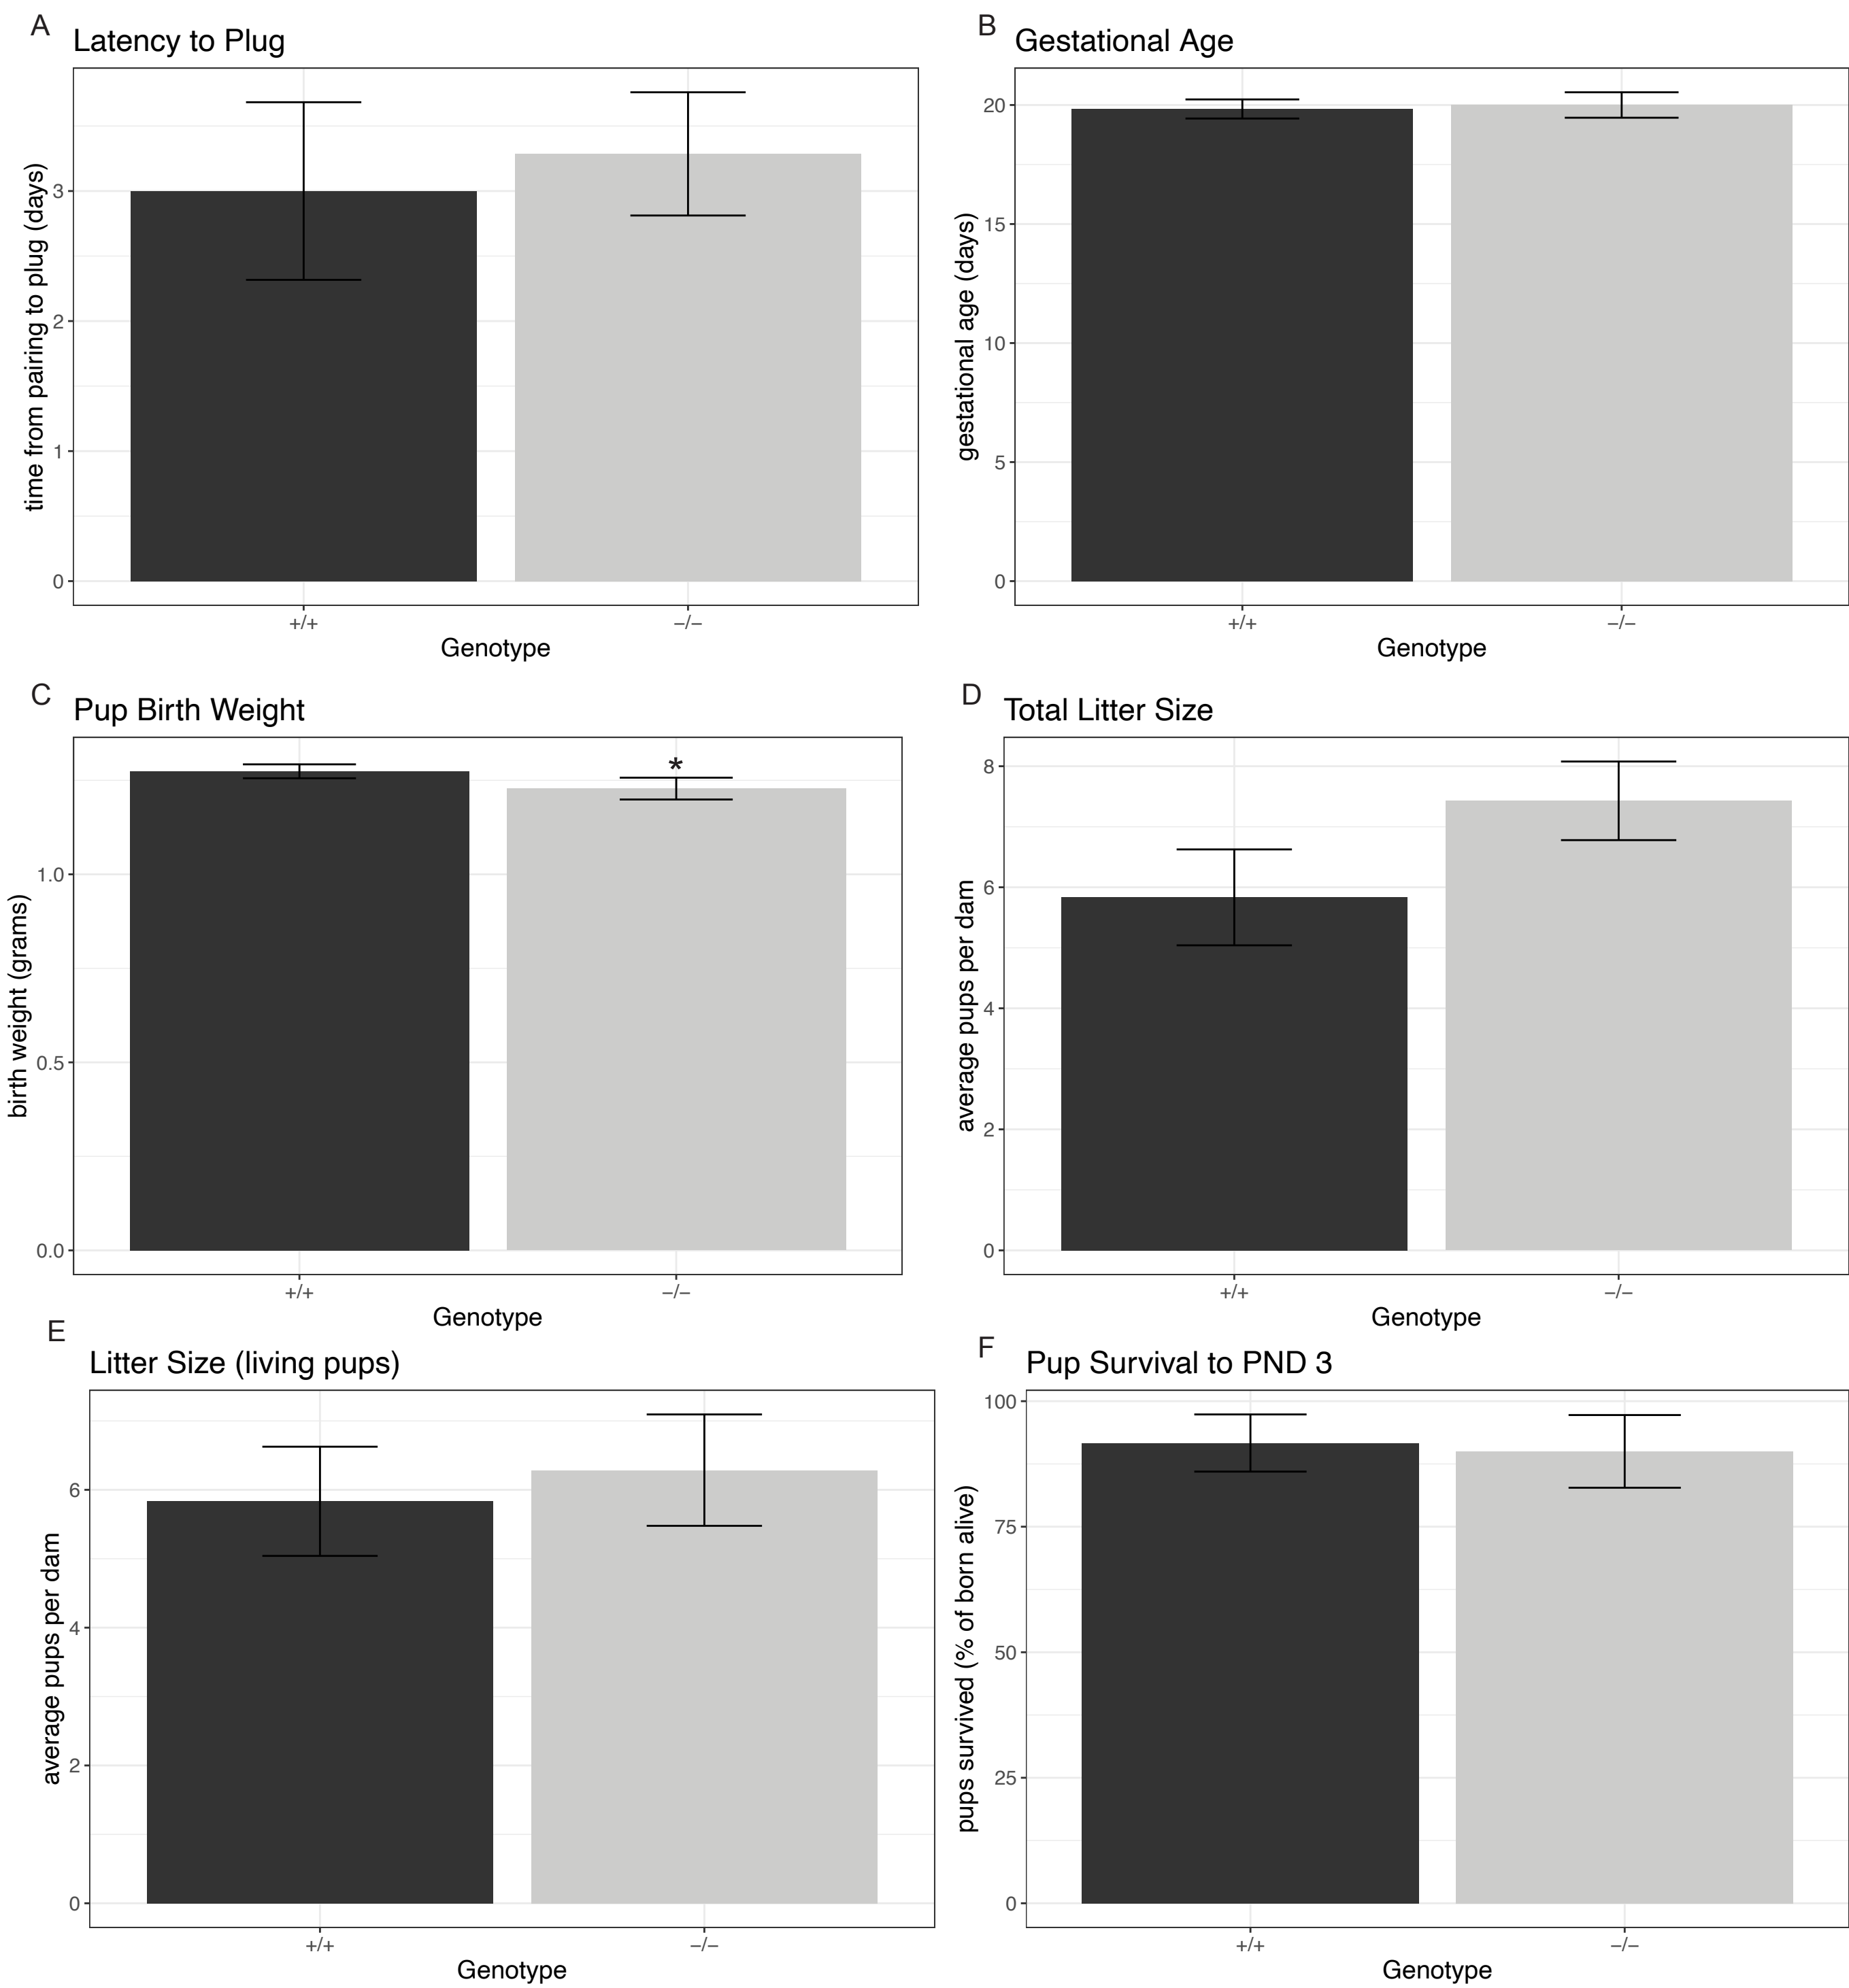 A
Latency to Plug
time from pairing to plug (days)
3
2
1
0
+/+
−/−
Genotype
B
Gestational Age
gestational age (days)
20
15
10
5
0
+/+
−/−
Genotype
C
Pup Birth Weight
birth weight (grams)
*
1.0
0.5
0.0
+/+
−/−
Genotype
D
Total Litter Size
average pups per dam
8
6
4
2
0
+/+
−/−
Genotype
E
Litter Size (living pups)
average pups per dam
6
4
2
0
+/+
−/−
Genotype
F
Pup Survival to PND 3
pups survived (% of born alive)
100
75
50
25
0
+/+
−/−
Genotype